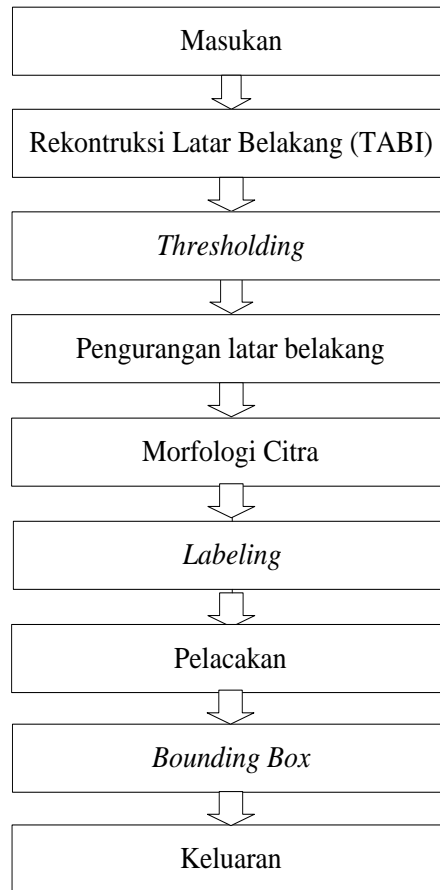 Masukan
Rekontruksi Latar Belakang (TABI)
Thresholding
Pengurangan latar belakang
Morfologi Citra
Labeling
Pelacakan
Bounding Box
Keluaran